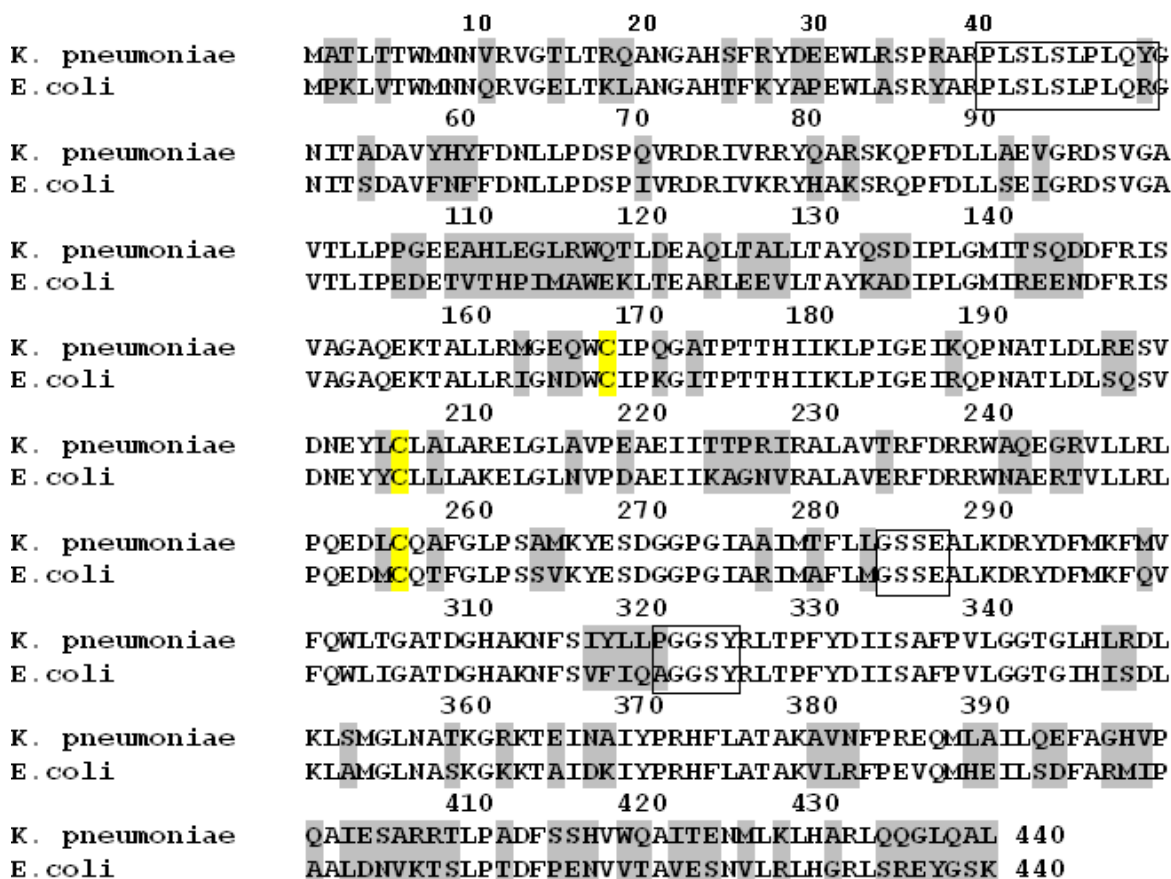 10 20 30 40
K. pneumoniae MATLTTWMNNVRVGTLTRQANGAHSFRYDEEWLRSPRARPLSLSLPLQYG
E.coli MPKLVTWMNNQRVGELTKLANGAHTFKYAPEWLASRYARPLSLSLPLQRG
60 70 80 90
K. pneumoniae NITADAVYHYFDNLLPDSPQVRDRIVRRYQARSKQPFDLLAEVGRDSVGA
E.coli NITSDAVFNFFDNLLPDSPIVRDRIVKRYHAKSRQPFDLLSEIGRDSVGA
110 120 130 140
K. pneumoniae VTLLPPGEEAHLEGLRWQTLDEAQLTALLTAYQSDIPLGMITSQDDFRIS
E.coli VTLIPEDETVTHPIMAWEKLTEARLEEVLTAYKADIPLGMIREENDFRIS
160 170 180 190
K. pneumoniae VAGAQEKTALLRMGEQWCIPQGATPTTHIIKLPIGEIKQPNATLDLRESV
E.coli VAGAQEKTALLRIGNDWCIPKGITPTTHIIKLPIGEIRQPNATLDLSQSV
210 220 230 240
K. pneumoniae DNEYLCLALARELGLAVPEAEIITTPRIRALAVTRFDRRWAQEGRVLLRL
E.coli DNEYYCLLLAKELGLNVPDAEIIKAGNVRALAVERFDRRWNAERTVLLRL
260 270 280 290
K. pneumoniae PQEDLCQAFGLPSAMKYESDGGPGIAAIMTFLLGSSEALKDRYDFMKFMV
E.coli PQEDMCQTFGLPSSVKYESDGGPGIARIMAFLMGSSEALKDRYDFMKFQV
310 320 330 340
K. pneumoniae FQWLTGATDGHAKNFSIYLLPGGSYRLTPFYDIISAFPVLGGTGLHLRDL
E.coli FQWLIGATDGHAKNFSVFIQAGGSYRLTPFYDIISAFPVLGGTGIHISDL
360 370 380 390
K. pneumoniae KLSMGLNATKGRKTEINAIYPRHFLATAKAVNFPREQMLAILQEFAGHVP
E.coli KLAMGLNASKGKKTAIDKIYPRHFLATAKVLRFPEVQMHEILSDFARMIP
410 420 430
K. pneumoniae QAIESARRTLPADFSSHVWQAITENMLKLHARLQQGLQAL 440
E.coli AALDNVKTSLPTDFPENVVTAVESNVLRLHGRLSREYGSK 440